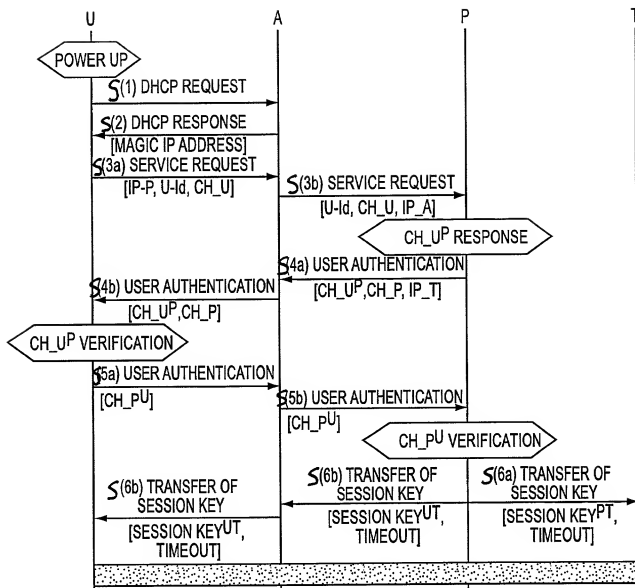 U A P T
POWER UP
S(1) DHCP REQUEST
S(2) DHCP RESPONSE
[MAGIC IP ADDRESS]
S(3a) SERVICE REQUEST
[IP-P, U-Id, CH_U]
S(3b) SERVICE REQUEST
[U-Id, CH_U, IP_A]
CH_Uᴾ RESPONSE
S(4a) USER AUTHENTICATION
[CH_Uᴾ,CH_P, IP_T]
S(4b) USER AUTHENTICATION
[CH_Uᴾ,CH_P]
CH_Uᴾ VERIFICATION
S5a) USER AUTHENTICATION
[CH_Pᵁ]
S(5b) USER AUTHENTICATION
[CH_Pᵁ]
CH_Pᵁ VERIFICATION
S(6b) TRANSFER OF
SESSION KEY
[SESSION KEYᵁᵀ,
TIMEOUT]
S(6b) TRANSFER OF
SESSION KEY
[SESSION KEYᵁᵀ,
TIMEOUT]
S(6a) TRANSFER OF
SESSION KEY
[SESSION KEYᴾᵀ,
TIMEOUT]